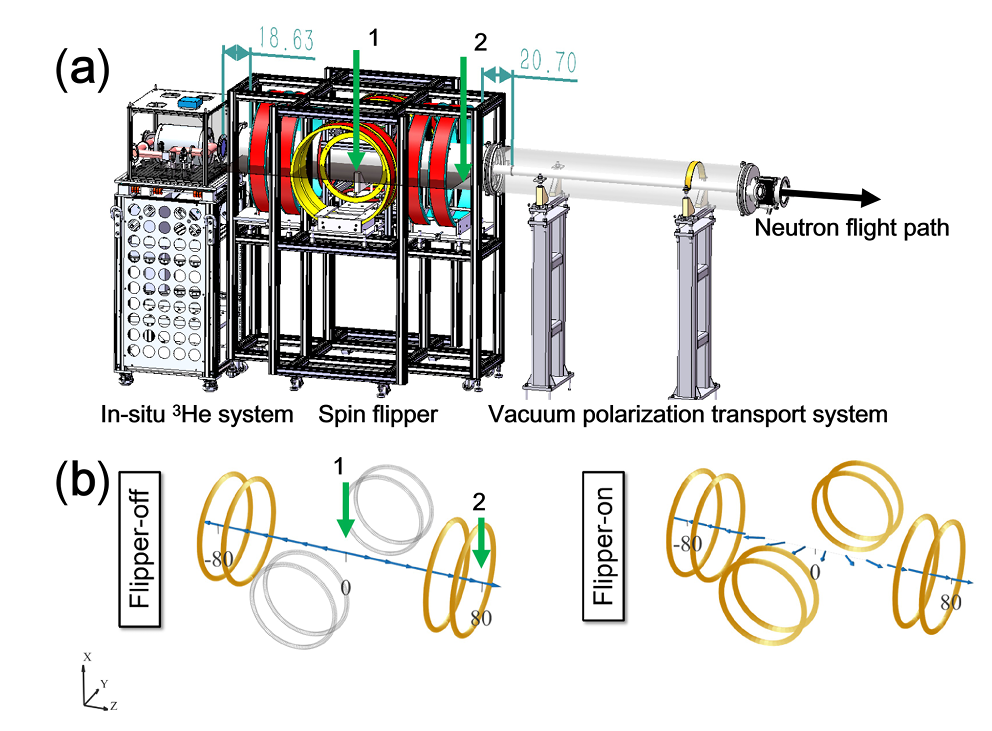 (a)
18.63
1
2
20.70
Neutron flight path
In-situ ³He system
Spin flipper
Vacuum polarization transport system
(b)
Flipper-off
1
2
-80
0
80
Flipper-on
-80
0
80
X
Y
Z